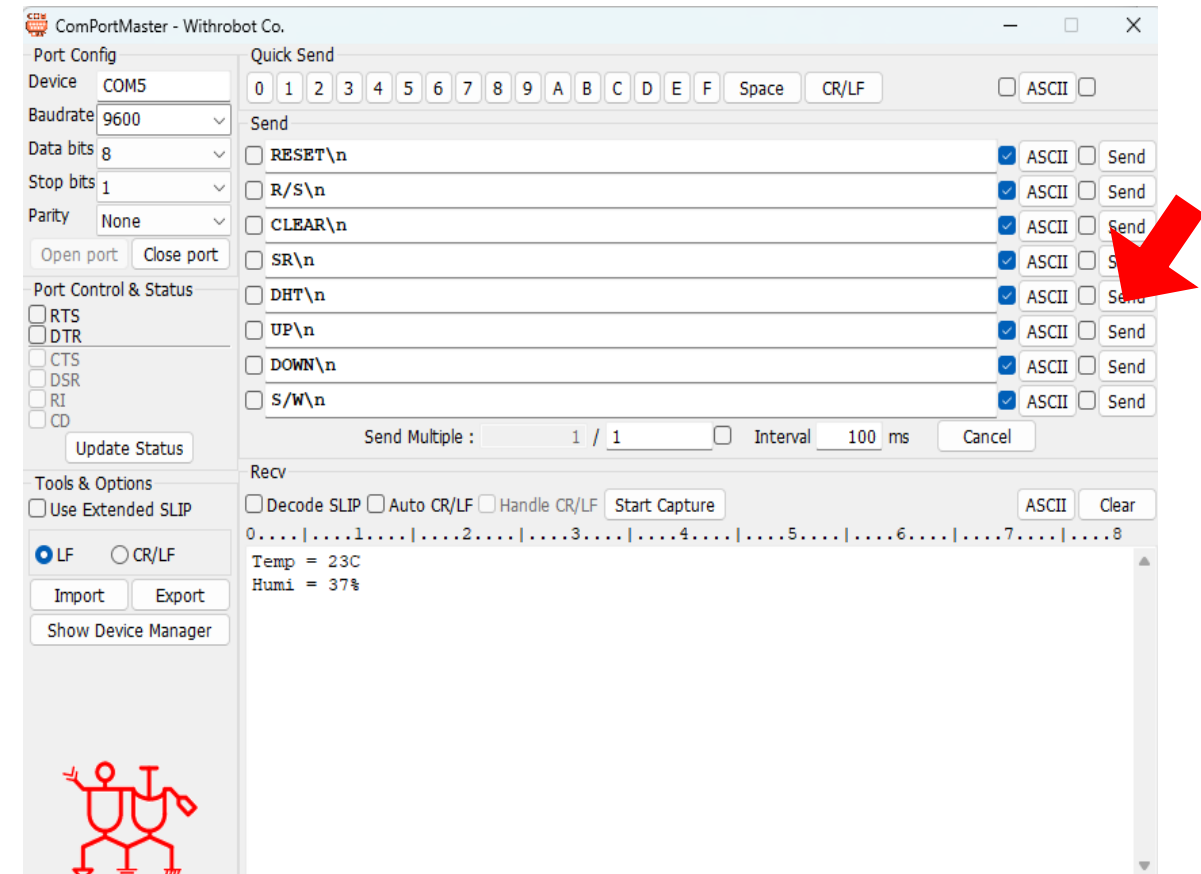 ComPortMaster - Withrobot Co.
Port Config
Device COM5
Baudrate 9600
Data bits 8
Stop bits 1
Parity None
Open port Close port
Port Control & Status
RTS
DTR
CTS
DSR
RI
CD
Update Status
Tools & Options
Use Extended SLIP
LF CR/LF
Import Export
Show Device Manager
Quick Send
0 1 2 3 4 5 6 7 8 9 A B C D E F Space CR/LF ASCII
Send
RESET\n ASCII Send
R/S\n ASCII Send
CLEAR\n ASCII Send
SR\n ASCII
DHT\n ASCII Send
UP\n ASCII Send
DOWN\n ASCII Send
S/W\n ASCII Send
Send Multiple : 1 / 1 Interval 100 ms Cancel
Recv
Decode SLIP Auto CR/LF Handle CR/LF Start Capture ASCII Clear
0....|....1....|....2....|....3....|....4....|....5....|....6....|....7....|....8
Temp = 23C
Humi = 37%